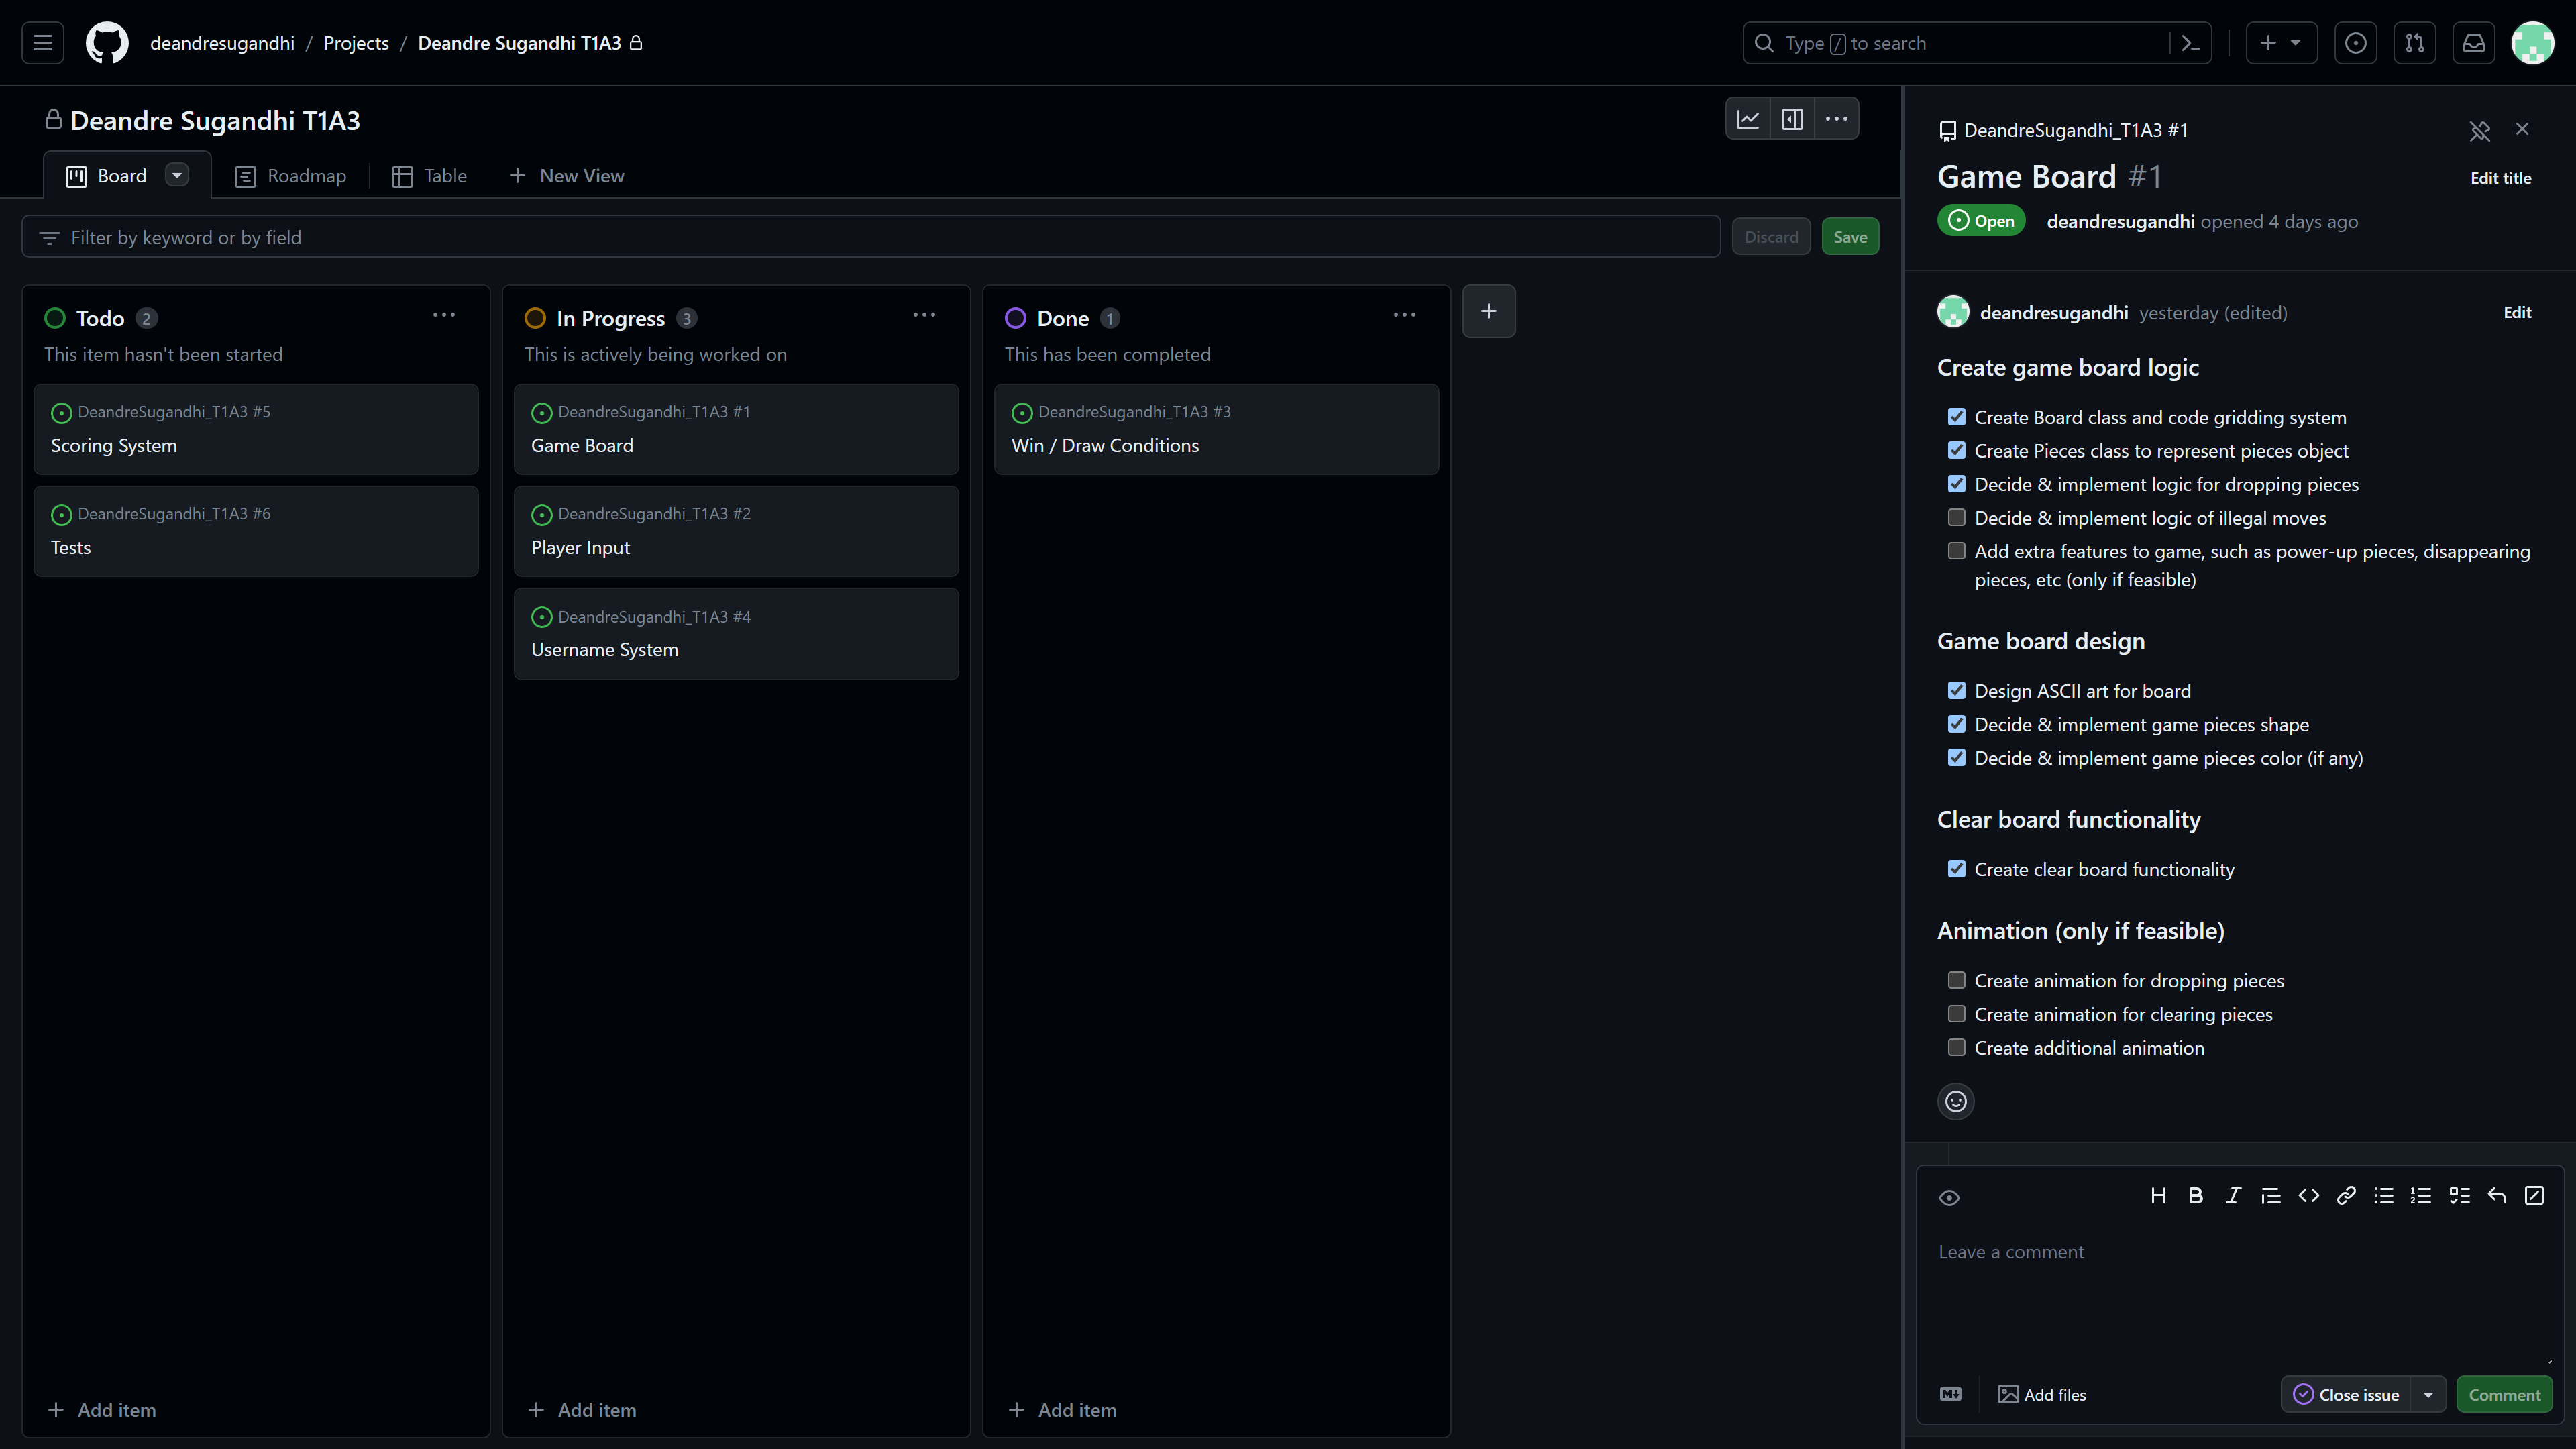 deandresugandhi / Projects / Deandre Sugandhi T1A3
Type / to search
Deandre Sugandhi T1A3
Board Roadmap Table New View
Filter by keyword or by field
Discard Save
Todo 2
This item hasn't been started
DeandreSugandhi_T1A3 #5
Scoring System
DeandreSugandhi_T1A3 #6
Tests
Add item
In Progress 3
This is actively being worked on
DeandreSugandhi_T1A3 #1
Game Board
DeandreSugandhi_T1A3 #2
Player Input
DeandreSugandhi_T1A3 #4
Username System
Add item
Done 1
This has been completed
DeandreSugandhi_T1A3 #3
Win / Draw Conditions
Add item
DeandreSugandhi_T1A3 #1
Game Board #1
Edit title
Open deandresugandhi opened 4 days ago
deandresugandhi yesterday (edited)
Edit
Create game board logic
Create Board class and code gridding system
Create Pieces class to represent pieces object
Decide & implement logic for dropping pieces
Decide & implement logic of illegal moves
Add extra features to game, such as power-up pieces, disappearing
pieces, etc (only if feasible)
Game board design
Design ASCII art for board
Decide & implement game pieces shape
Decide & implement game pieces color (if any)
Clear board functionality
Create clear board functionality
Animation (only if feasible)
Create animation for dropping pieces
Create animation for clearing pieces
Create additional animation
Leave a comment
Add files
Close issue
Comment